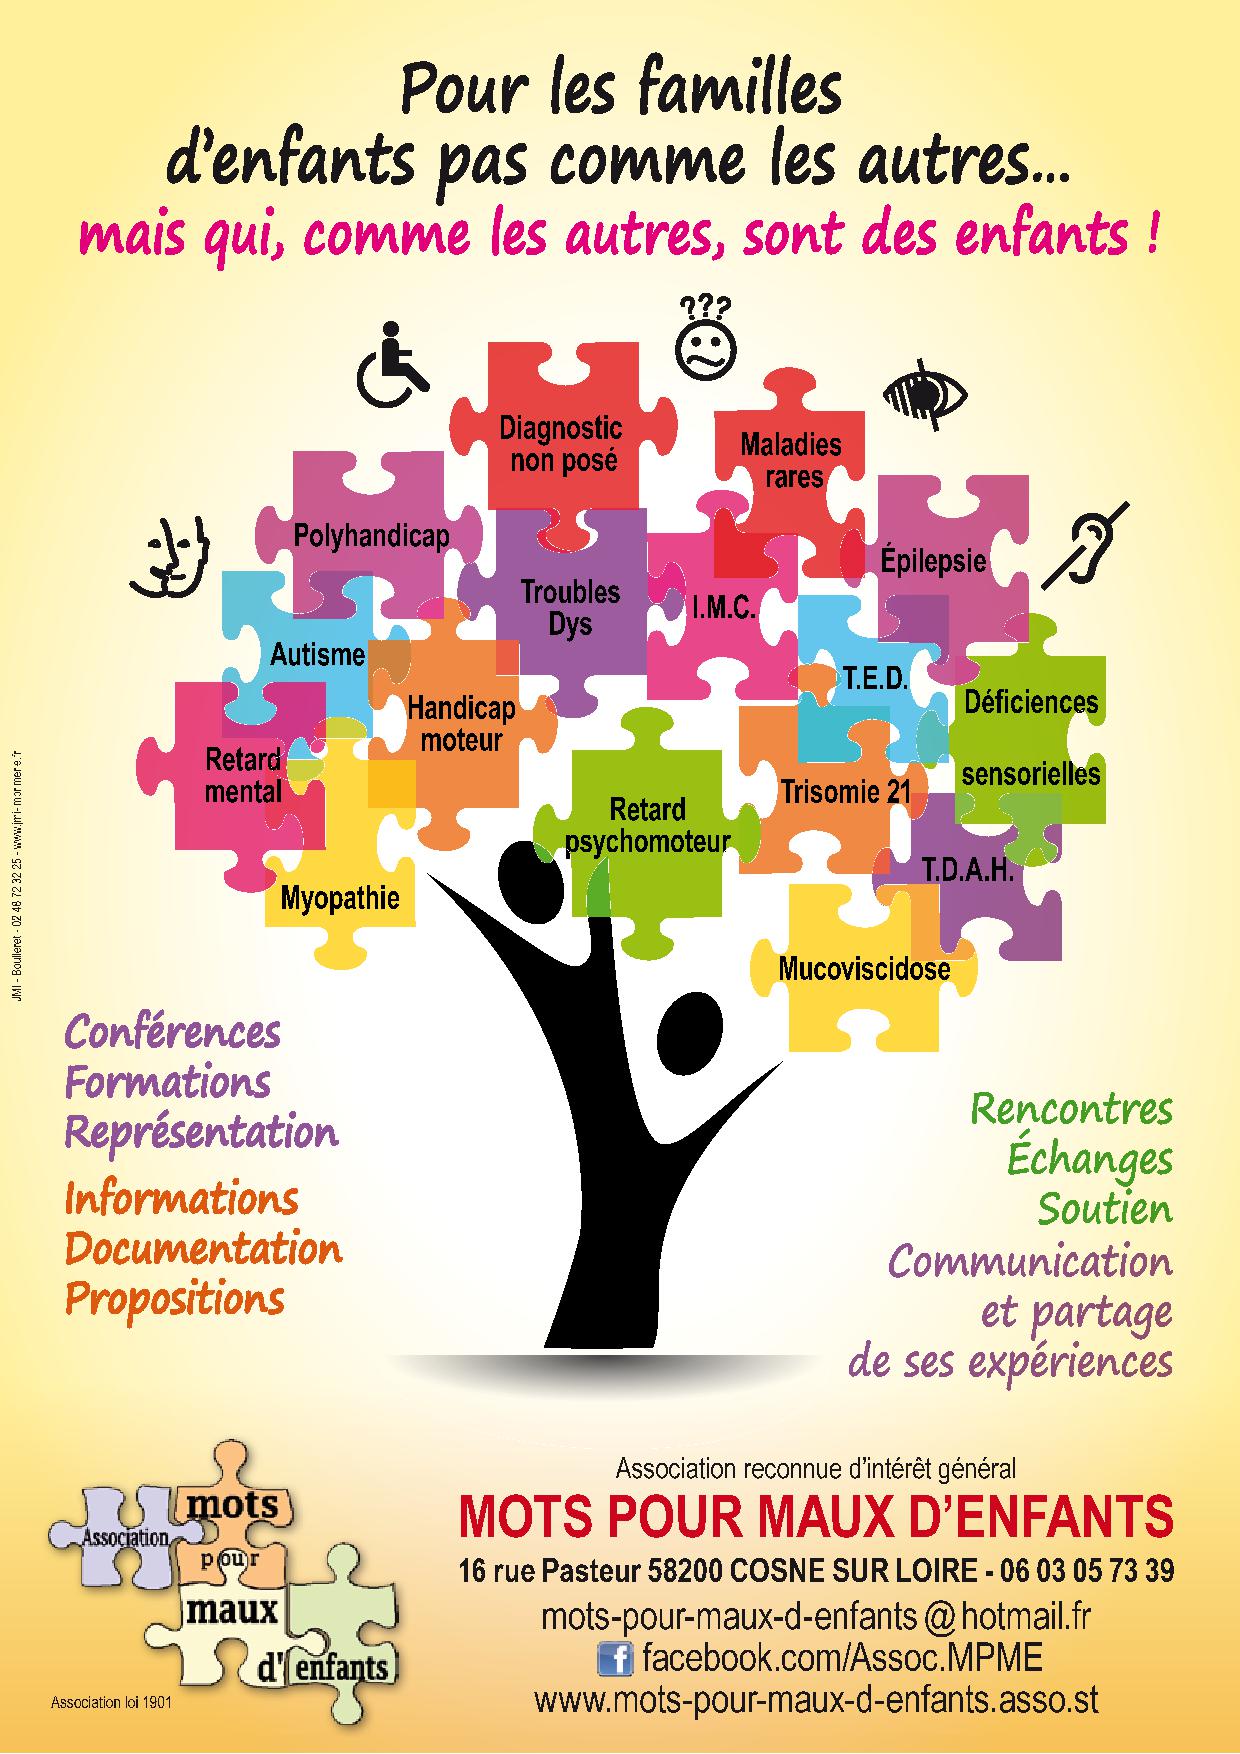 Pour les familles
d'enfants pas comme les autres...
mais qui, comme les autres, sont des enfants !
???
Diagnostic
non posé
Maladies
rares
Polyhandicap
Troubles
Dys
I.M.C.
Épilepsie
Autisme
Handicap
moteur
T.E.D.
Déficiences
sensorielles
Retard
mental
Retard
psychomoteur
Trisomie 21
T.D.A.H.
Myopathie
Mucoviscidose
JMI - Boulleret - 02 48 72 32 25 - www.jmi-imprimerie.fr
Conférences
Formations
Représentation
Informations
Documentation
Propositions
Rencontres
Échanges
Soutien
Communication
et partage
de ses expériences
Association
mots
pour
maux
d'enfants
Association loi 1901
Association reconnue d'intérêt général
MOTS POUR MAUX D'ENFANTS
16 rue Pasteur 58200 COSNE SUR LOIRE - 06 03 05 73 39
mots-pour-maux-d-enfants@hotmail.fr
f facebook.com/Assoc.MPME
www.mots-pour-maux-d-enfants.asso.st